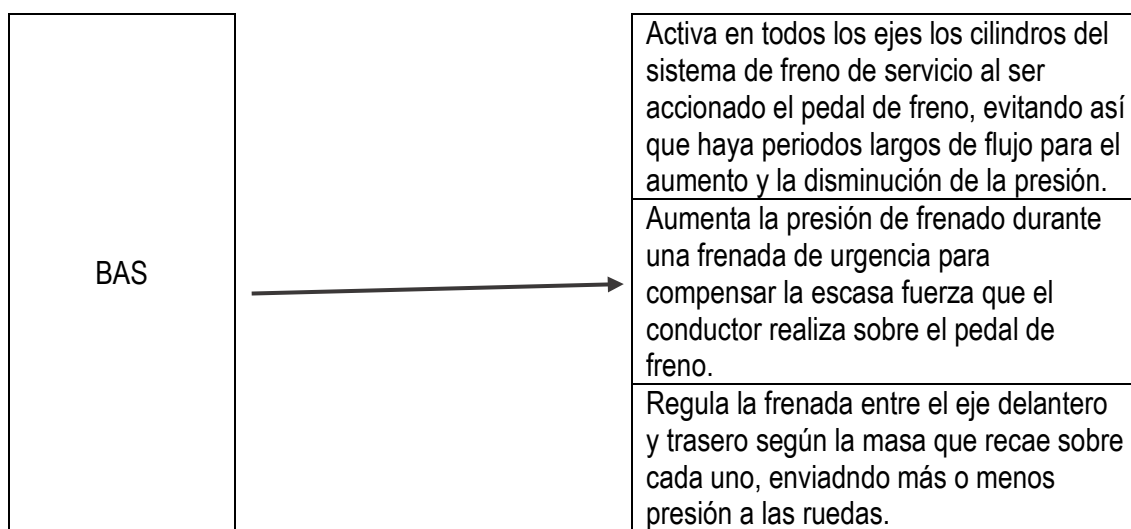 BAS
Activa en todos los ejes los cilindros del
sistema de freno de servicio al ser
accionado el pedal de freno, evitando así
que haya periodos largos de flujo para el
aumento y la disminución de la presión.
Aumenta la presión de frenado durante
una frenada de urgencia para
compensar la escasa fuerza que el
conductor realiza sobre el pedal de
freno.
Regula la frenada entre el eje delantero
y trasero según la masa que recae sobre
cada uno, enviadndo más o menos
presión a las ruedas.